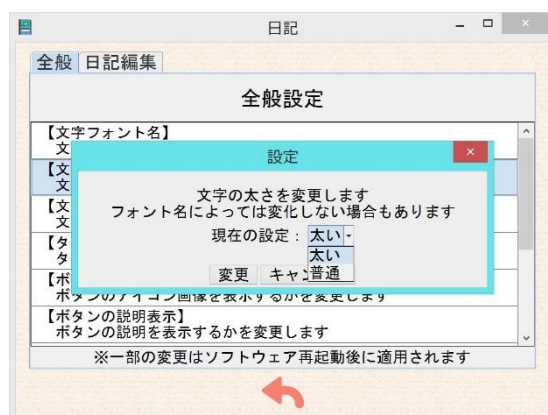 日記
全般 日記編集
全般設定
【文字フォント名】
文
設定
【文
文
文字の太さを変更します
フォント名によっては変化しない場合もあります
【文
文
現在の設定： 太い
太い
普通
【タ
タ
変更 キャン
【ボ
ボタンのアイコン画像を表示するかを変更します
【ボタンの説明表示】
ボタンの説明を表示するかを変更します
※一部の変更はソフトウェア再起動後に適用されます